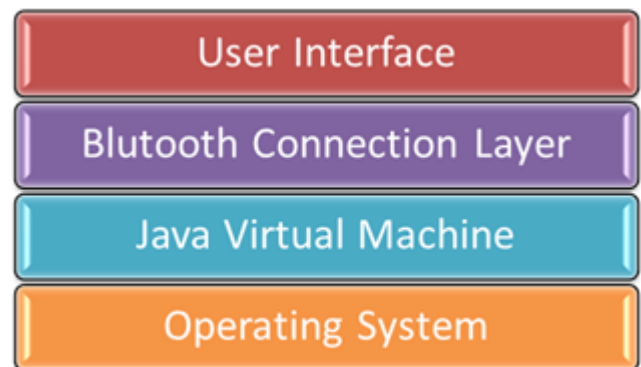 User Interface
Blutooth Connection Layer
Java Virtual Machine
Operating System